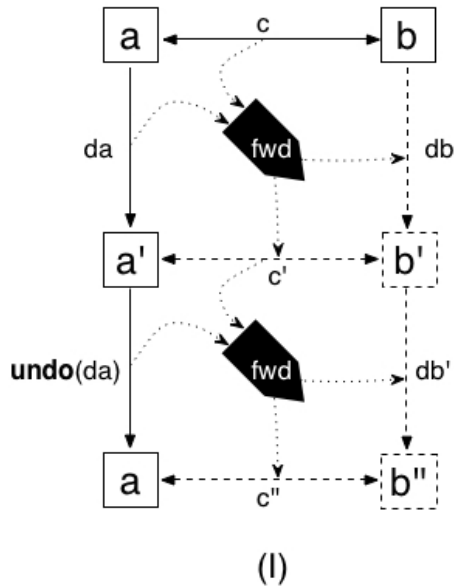 a c b
da fwd db
a' c' b'
undo(da) fwd db'
a c" b"
(I)